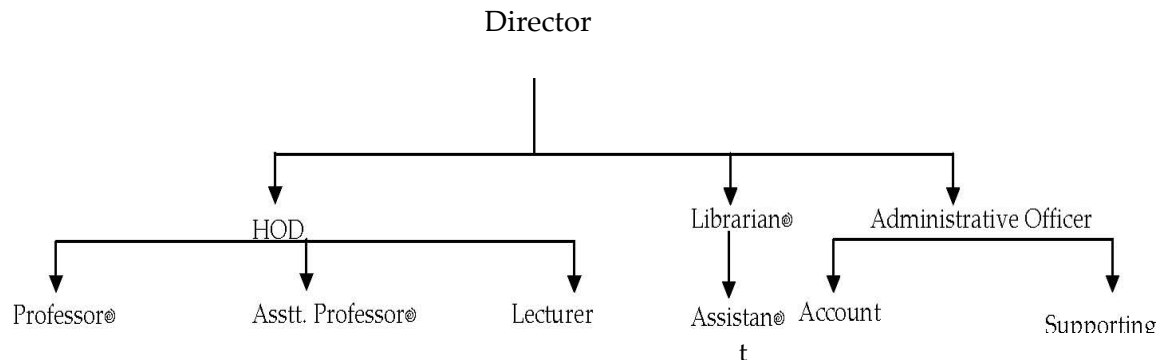 Director
HOD
Librarian
Administrative Officer
Professor
Asstt. Professor
Lecturer
Assistan
t
Account
Supporting